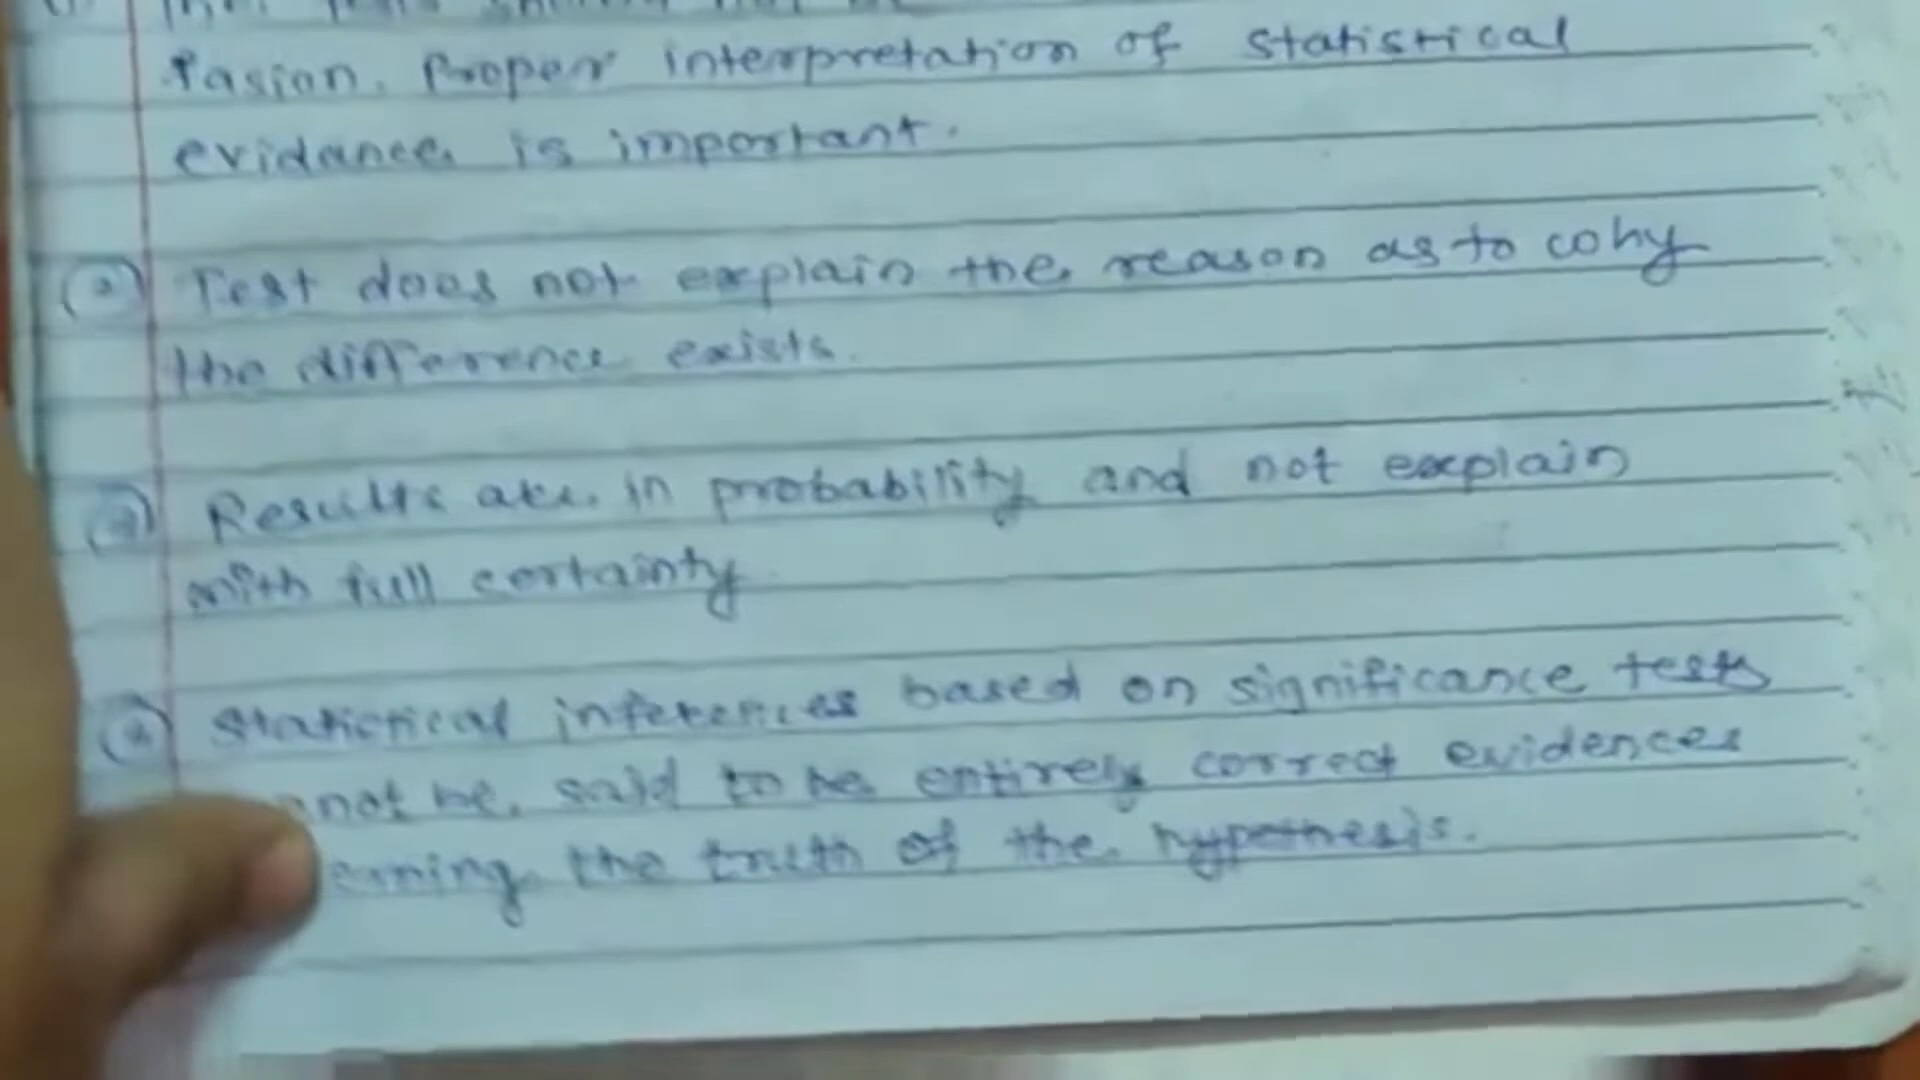 fasion. Proper interpretation of statistical
evidance is important.
(2) Test does not explain the reason as to why
the difference exists.
(3) Results are in probability and not explain
with full certainty
(4) Statistical inferences based on significance tests
not be said to be entirely correct evidences
erning the truth of the hypothesis.